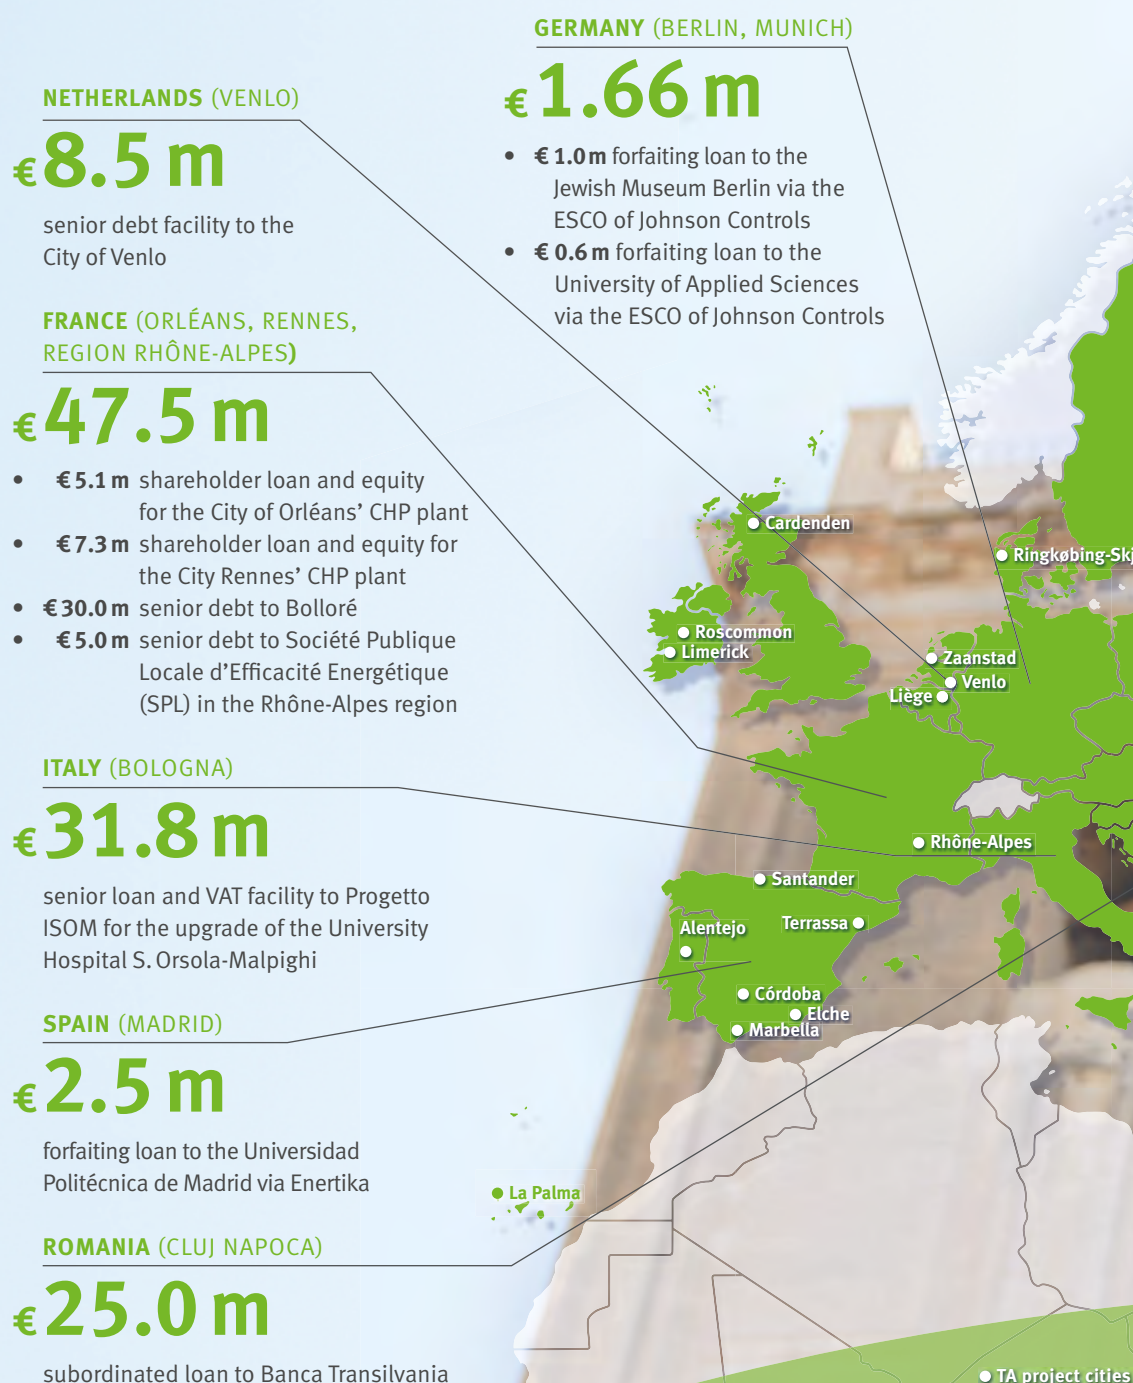 GERMANY (BERLIN, MUNICH)
€ 1.66 m
• € 1.0 m forfaiting loan to the
Jewish Museum Berlin via the
ESCO of Johnson Controls
• € 0.6 m forfaiting loan to the
University of Applied Sciences
via the ESCO of Johnson Controls
NETHERLANDS (VENLO)
€ 8.5 m
senior debt facility to the
City of Venlo
FRANCE (ORLÉANS, RENNES,
REGION RHÔNE-ALPES)
€ 47.5 m
• € 5.1 m shareholder loan and equity
for the City of Orléans’ CHP plant
• € 7.3 m shareholder loan and equity for
the City Rennes’ CHP plant
• € 30.0 m senior debt to Bolloré
• € 5.0 m senior debt to Société Publique
Locale d’Efficacité Energétique
(SPL) in the Rhône-Alpes region
ITALY (BOLOGNA)
€ 31.8 m
senior loan and VAT facility to Progetto
ISOM for the upgrade of the University
Hospital S. Orsola-Malpighi
SPAIN (MADRID)
€ 2.5 m
forfaiting loan to the Universidad
Politécnica de Madrid via Enertika
ROMANIA (CLUJ NAPOCA)
€ 25.0 m
subordinated loan to Banca Transilvania
Cardenden
Ringkøbing-Skj
Roscommon
Limerick
Zaanstad
Venlo
Liège
Rhône-Alpes
Santander
Terrassa
Alentejo
Córdoba
Elche
Marbella
La Palma
TA project cities